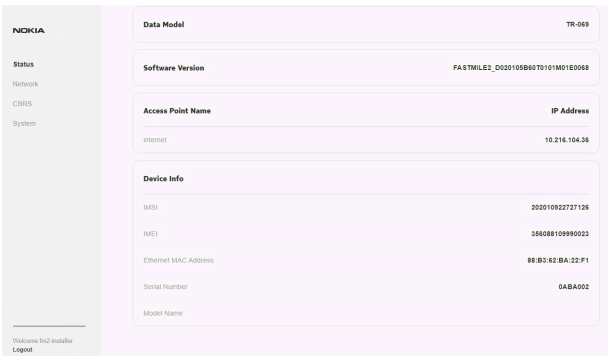 NOKIA
Status
Network
CBRS
System
Welcome fm2-installer
Logout
Data Model TR-069
Software Version FASTMILE2_D020105B60T0101M01E0068
Access Point Name IP Address
internet 10.216.104.36
Device Info
IMSI 202010922727126
IMEI 356088109990023
Ethernet MAC Address 88:B3:62:BA:22:F1
Serial Number 0ABA002
Model Name